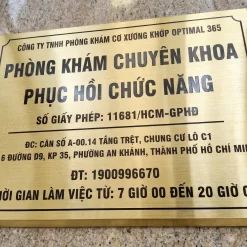 CÔNG TY TNHH PHÒNG KHÁM CƠ XƯƠNG KHỚP OPTIMAL 365
PHÒNG KHÁM CHUYÊN KHOA
PHỤC HỒI CHỨC NĂNG
SỐ GIẤY PHÉP: 11681/HCM-GPHĐ
ĐC: CĂN SỐ A-00.14 TẦNG TRỆT, CHUNG CƯ LÔ C1
6 ĐƯỜNG D9, KP 35, PHƯỜNG AN KHÁNH, THÀNH PHỐ HỒ CHÍ MIN
ĐT: 1900996670
HỜI GIAN LÀM VIỆC TỪ: 7 GIỜ 00 ĐẾN 20 GIỜ